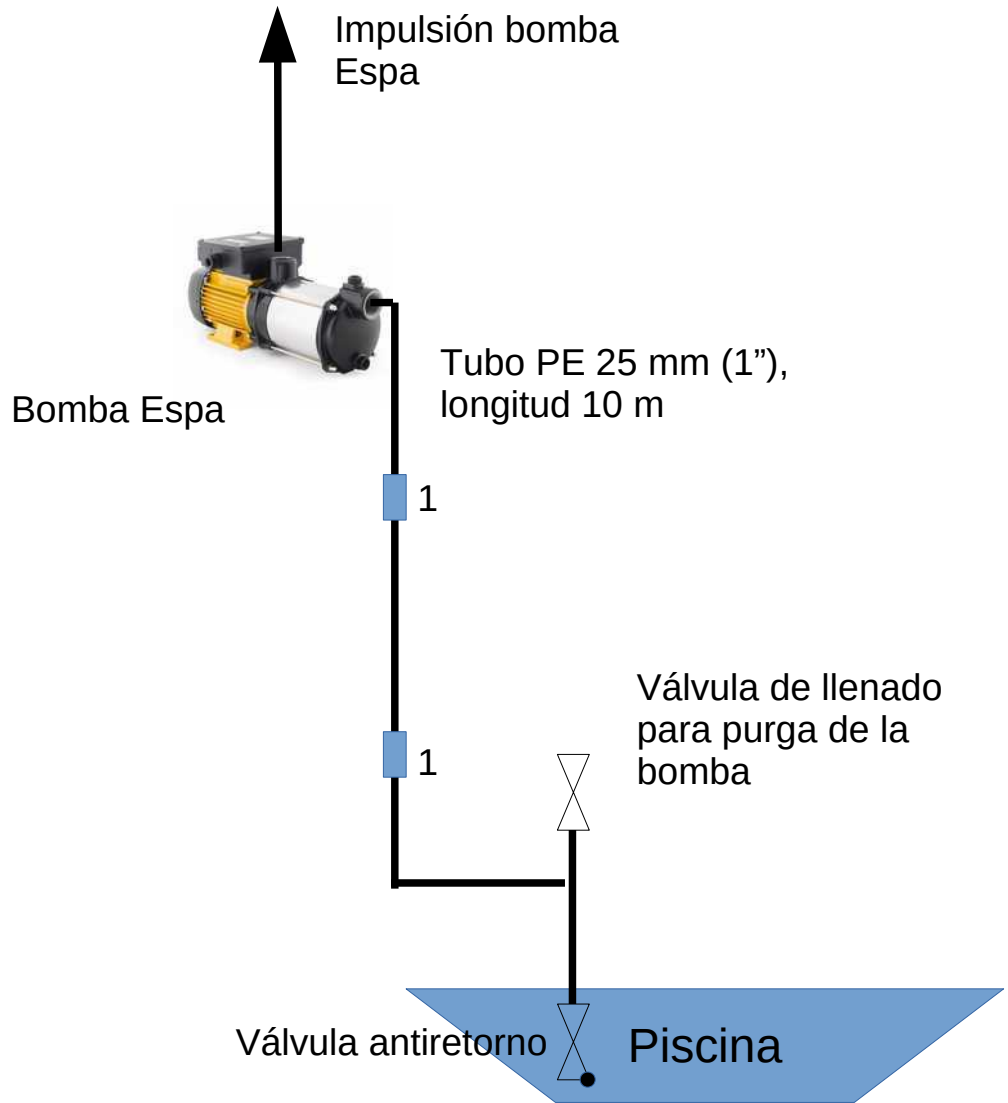 Impulsión bomba
Espa
Tubo PE 25 mm (1”),
longitud 10 m
Bomba Espa
1
Válvula de llenado
para purga de la
bomba
1
Válvula antiretorno
Piscina